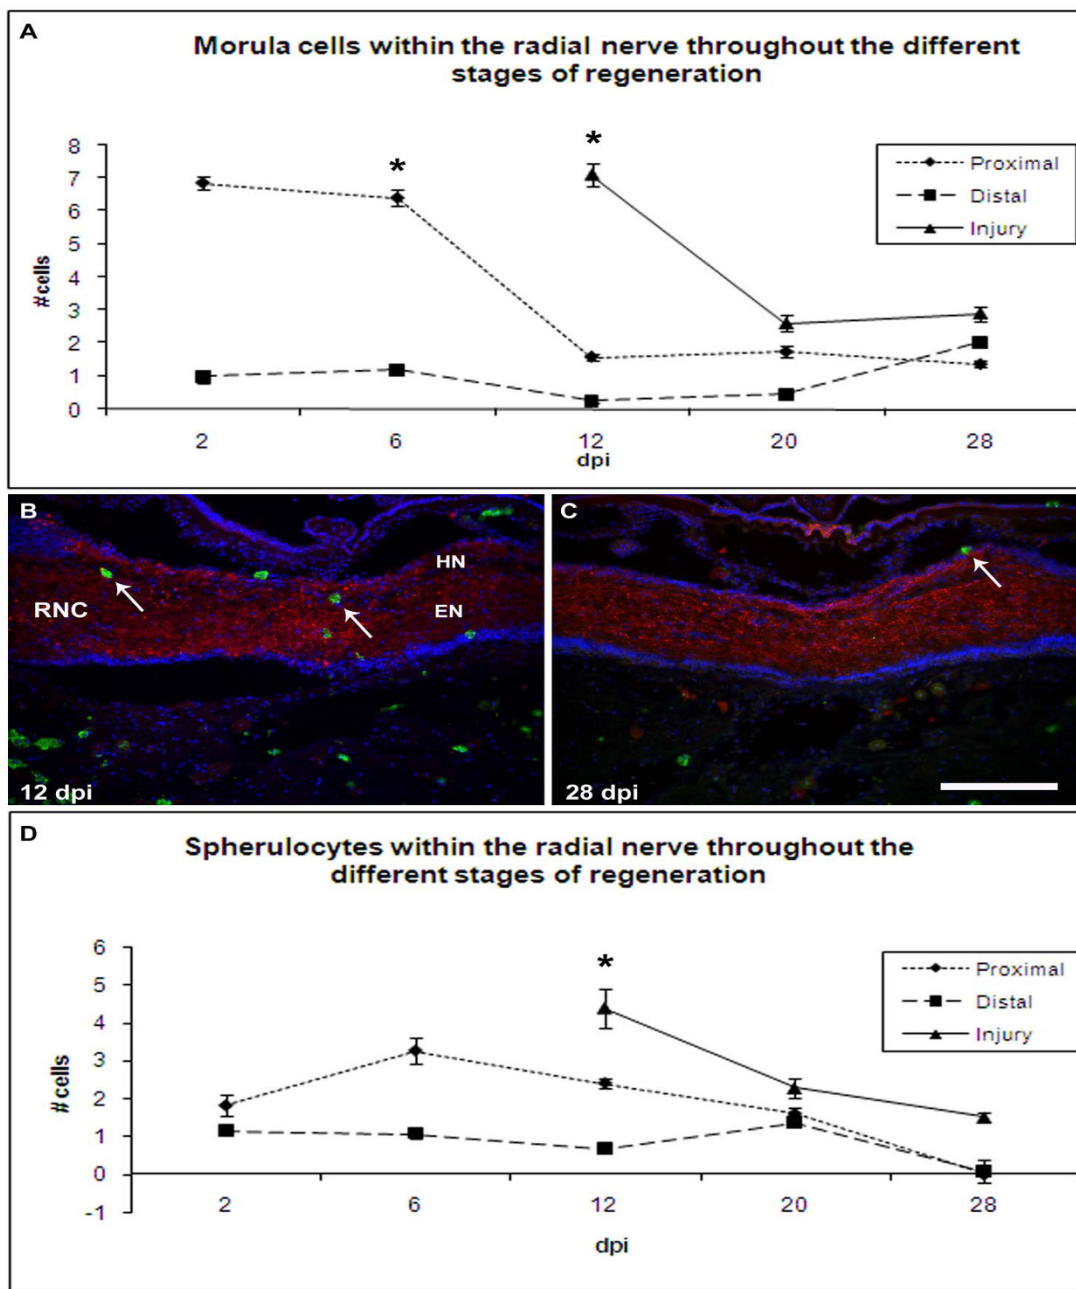 A
Morula cells within the radial nerve throughout the different
stages of regeneration
*
*
8
7
6
5
4
3
2
1
0
#cells
2 6 12 20 28
dpi
Proximal
Distal
Injury
B
HN
RNC
EN
12 dpi
C
28 dpi
D
Spherulocytes within the radial nerve throughout the
different stages of regeneration
*
6
5
4
3
2
1
0
-1
#cells
2 6 12 20 28
dpi
Proximal
Distal
Injury